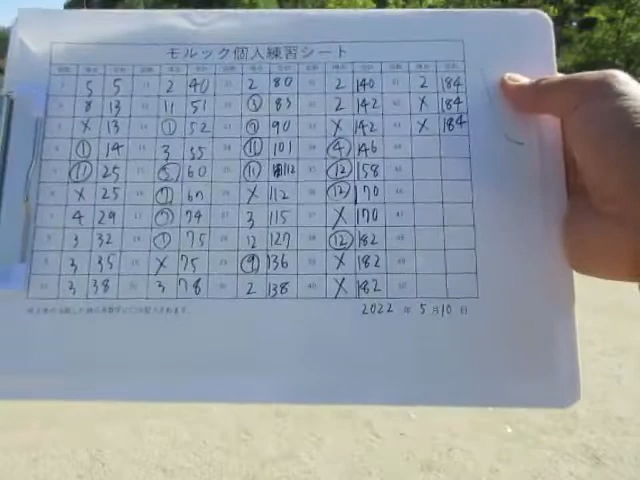 モルック個人練習シート
5 5 2 40 2 80 2 140 2 184
8 13 11 51 ③ 83 2 142 X 184
X 13 ① 52 ⑦ 90 X 142 X 184
① 14 3 55 ⑪ 101 ④ 146
⑪ 25 ⑤ 60 ⑪ 112 ⑫ 158
X 25 ⑦ 67 X 112 ⑫ 170
4 29 ⑦ 74 3 115 X 170
3 32 ① 75 12 127 ⑫ 182
3 35 X 75 ⑨ 136 X 182
3 38 3 78 2 138 X 182
2022 年 5 月 10 日